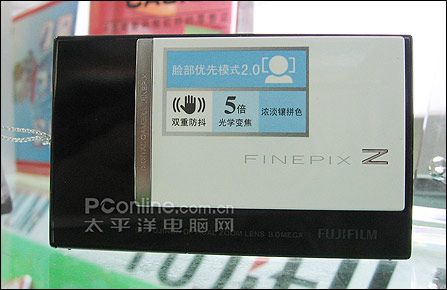 脸部优先模式2.0
双重防抖
5倍
光学变焦
浓淡镶拼色
FINEPIX Z
PConline.com.cn
太平洋电脑网
FUJIFILM